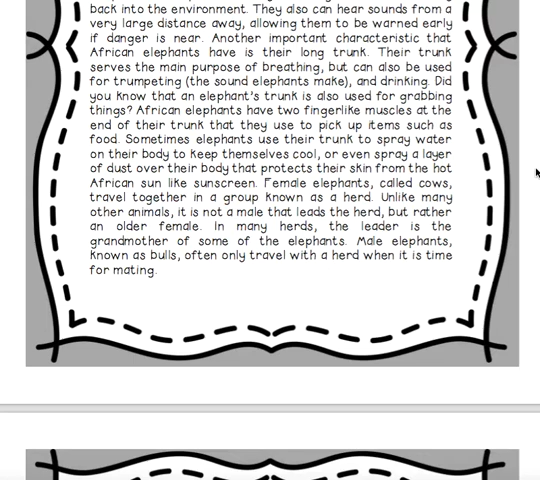 back into the environment. They also can hear sounds from a
very large distance away, allowing them to be warned early
if danger is near. Another important characteristic that
African elephants have is their long trunk. Their trunk
serves the main purpose of breathing, but can also be used
for trumpeting (the sound elephants make), and drinking. Did
you know that an elephant's trunk is also used for grabbing
things? African elephants have two fingerlike muscles at the
end of their trunk that they use to pick up items such as
food. Sometimes elephants use their trunk to spray water
on their body to keep themselves cool, or even spray a layer
of dust over their body that protects their skin from the hot
African sun like sunscreen. Female elephants, called cows,
travel together in a group known as a herd. Unlike many
other animals, it is not a male that leads the herd, but rather
an older female. In many herds, the leader is the
grandmother of some of the elephants. Male elephants,
known as bulls, often only travel with a herd when it is time
for mating.